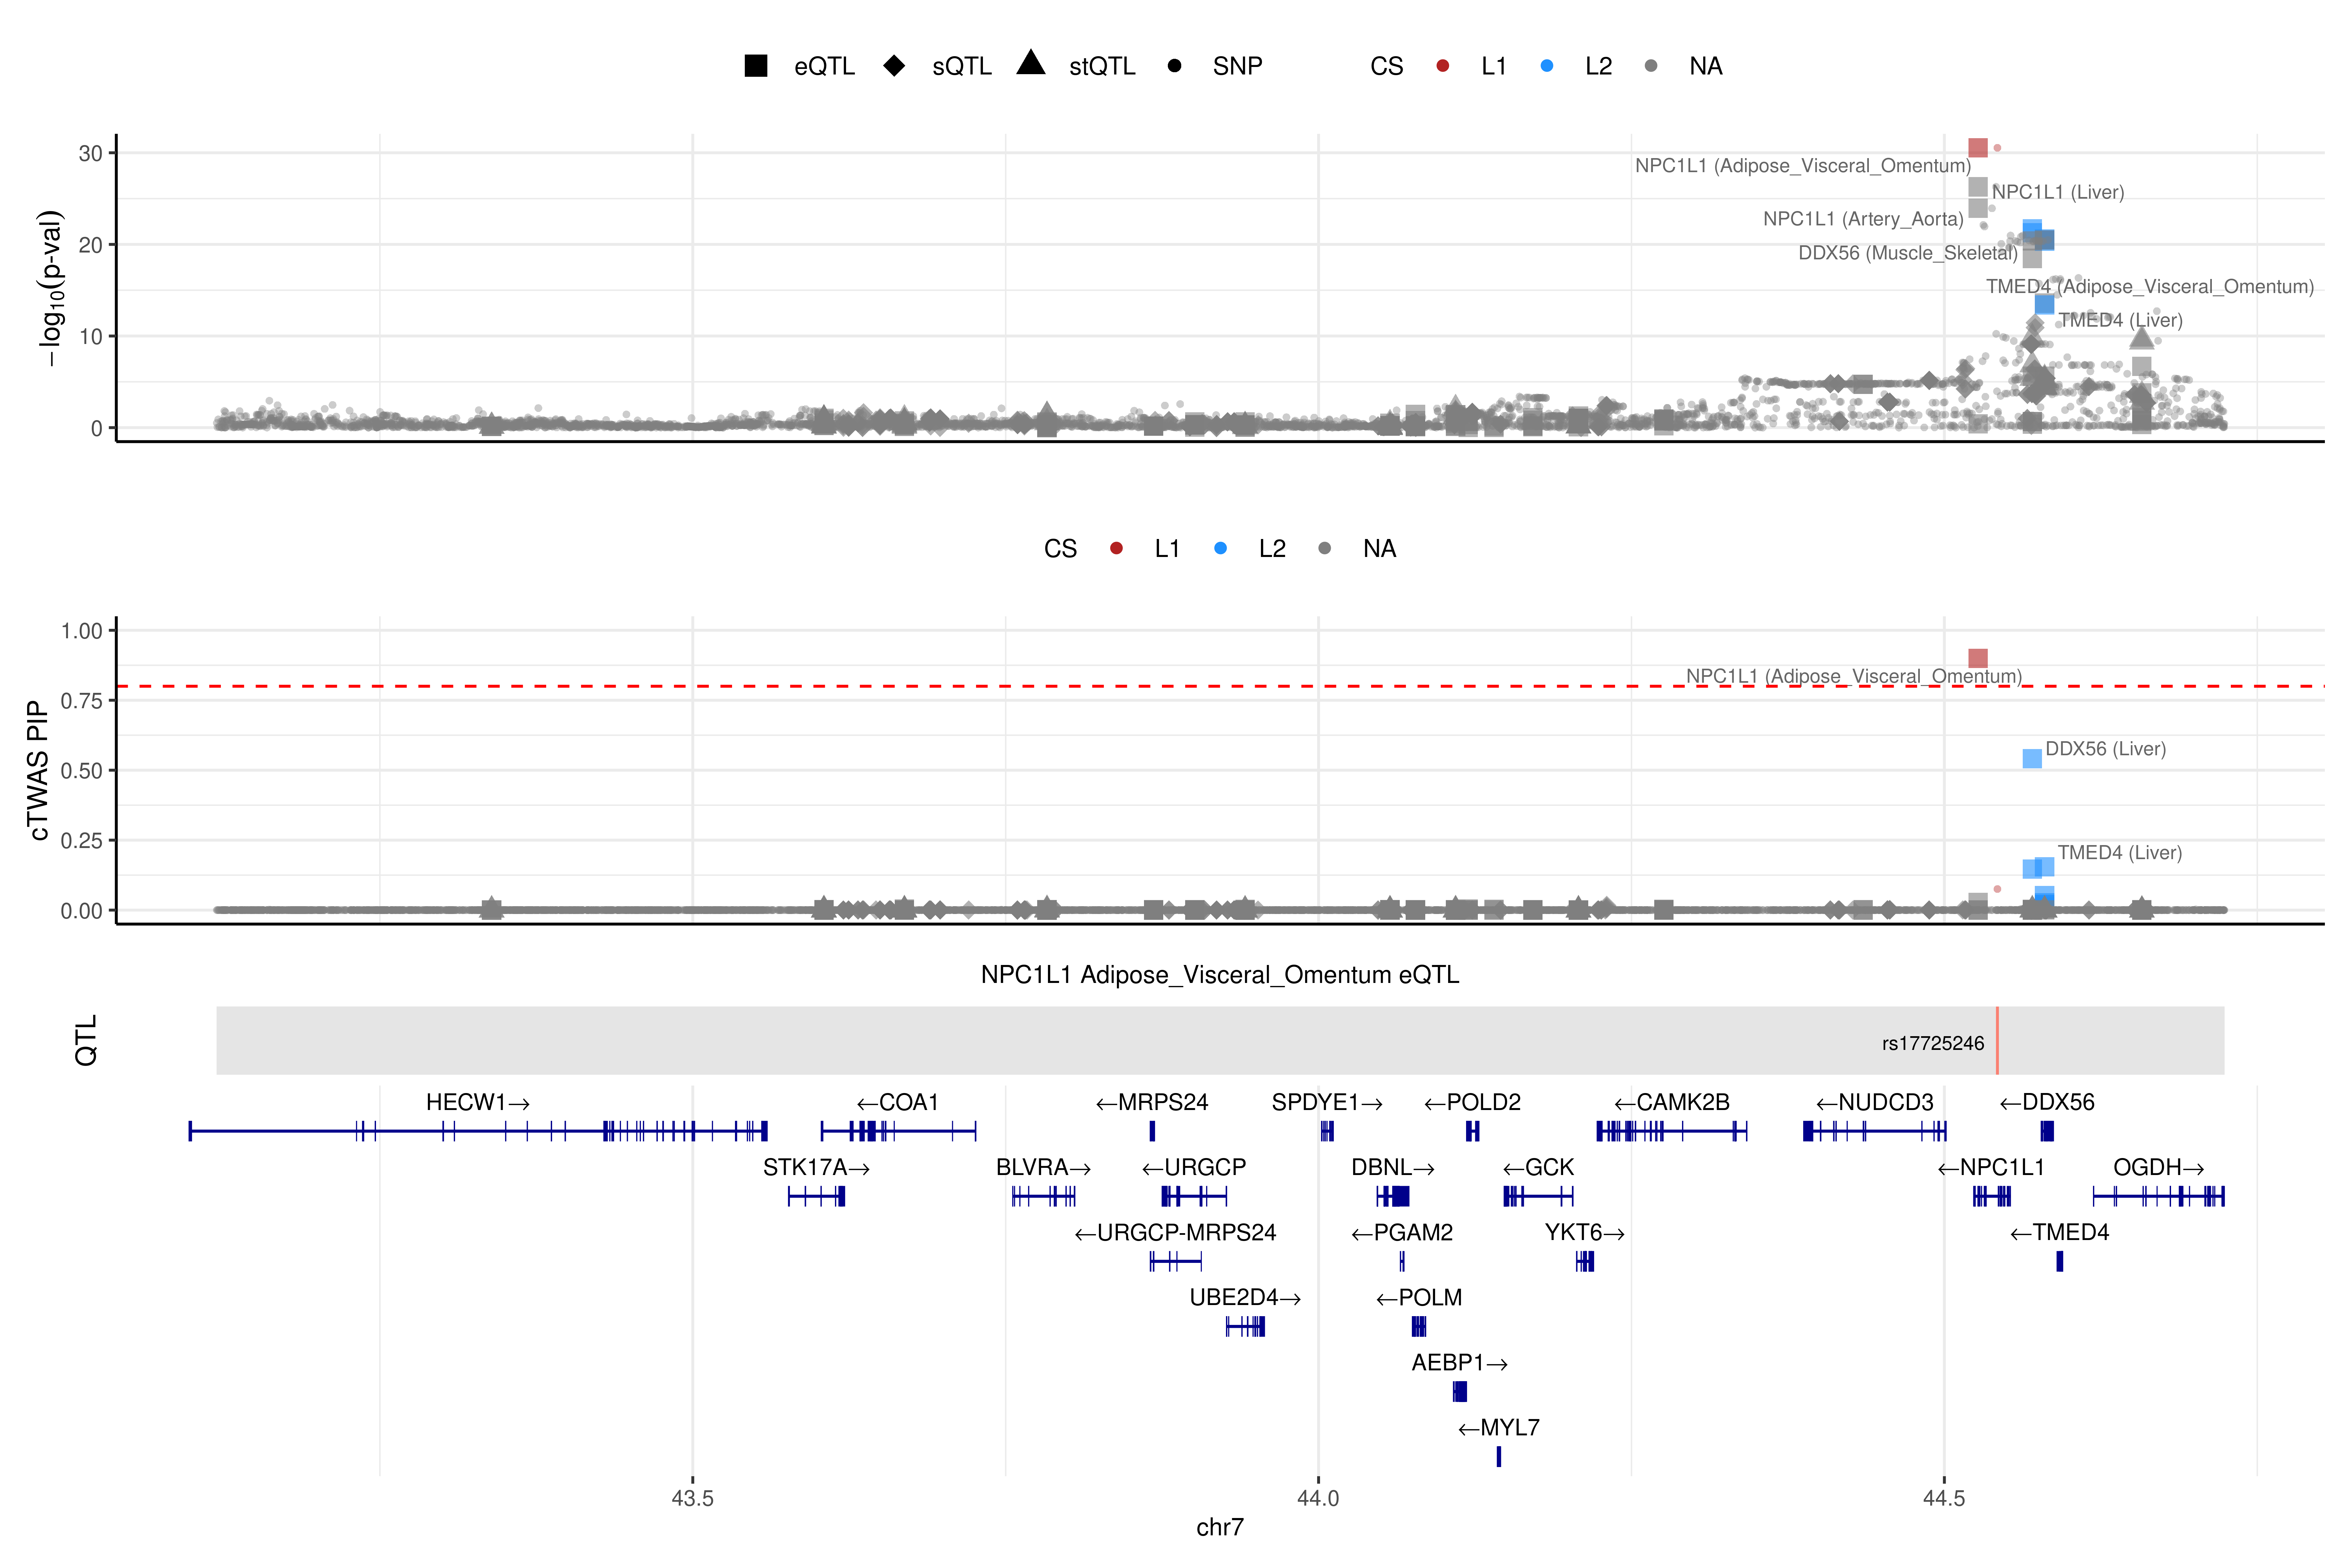 eQTL sQTL stQTL SNP CS L1 L2 NA
−log10(p-val)
30
20
10
0
NPC1L1 (Adipose_Visceral_Omentum)
NPC1L1 (Liver)
NPC1L1 (Artery_Aorta)
DDX56 (Muscle_Skeletal)
TMED4 (Adipose_Visceral_Omentum)
TMED4 (Liver)
CS L1 L2 NA
cTWAS PIP
1.00
0.75
0.50
0.25
0.00
NPC1L1 (Adipose_Visceral_Omentum)
DDX56 (Liver)
TMED4 (Liver)
NPC1L1 Adipose_Visceral_Omentum eQTL
QTL
rs17725246
HECW1→ ←COA1 ←MRPS24 SPDYE1→ ←POLD2 ←CAMK2B ←NUDCD3 ←DDX56
STK17A→ BLVRA→ ←URGCP DBNL→ ←GCK ←NPC1L1 OGDH→
←URGCP-MRPS24 ←PGAM2 YKT6→ ←TMED4
UBE2D4→ ←POLM
AEBP1→
←MYL7
43.5 44.0 44.5
chr7